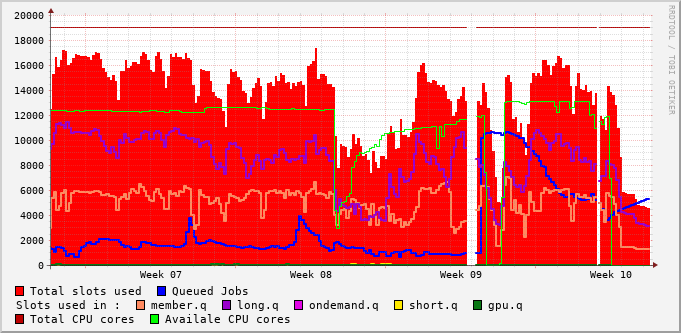 20000
18000
16000
14000
12000
10000
8000
6000
4000
2000
0
Week 07 Week 08 Week 09 Week 10
Total slots used Queued Jobs
Slots used in : member.q long.q ondemand.q short.q gpu.q
Total CPU cores Availale CPU cores
RRDTOOL / TOBI OETIKER